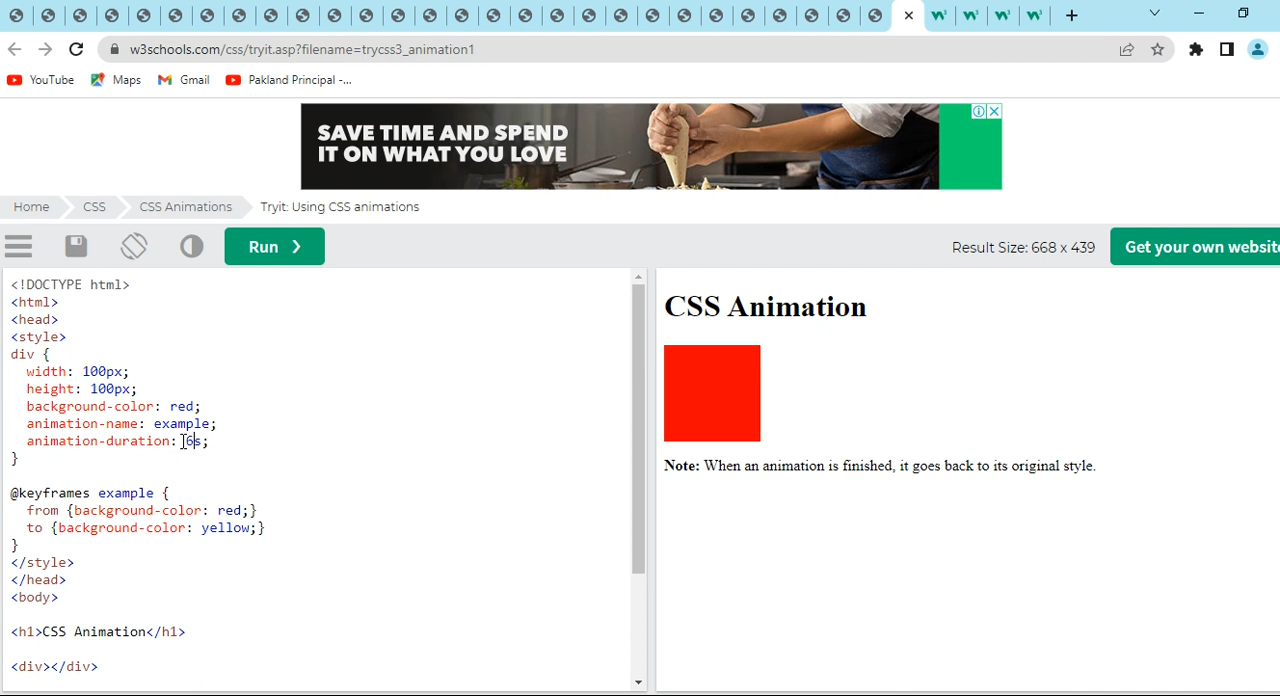 w3schools.com/css/tryit.asp?filename=trycss3_animation1
YouTube Maps Gmail Pakland Principal -...
SAVE TIME AND SPEND
IT ON WHAT YOU LOVE
Home CSS CSS Animations Tryit: Using CSS animations
Run ❯ Result Size: 668 x 439 Get your own website
<!DOCTYPE html>
<html>
<head>
<style>
div {
  width: 100px;
  height: 100px;
  background-color: red;
  animation-name: example;
  animation-duration: 6s;
}
@keyframes example {
  from {background-color: red;}
  to {background-color: yellow;}
}
</style>
</head>
<body>
<h1>CSS Animation</h1>
<div></div>
CSS Animation
Note: When an animation is finished, it goes back to its original style.